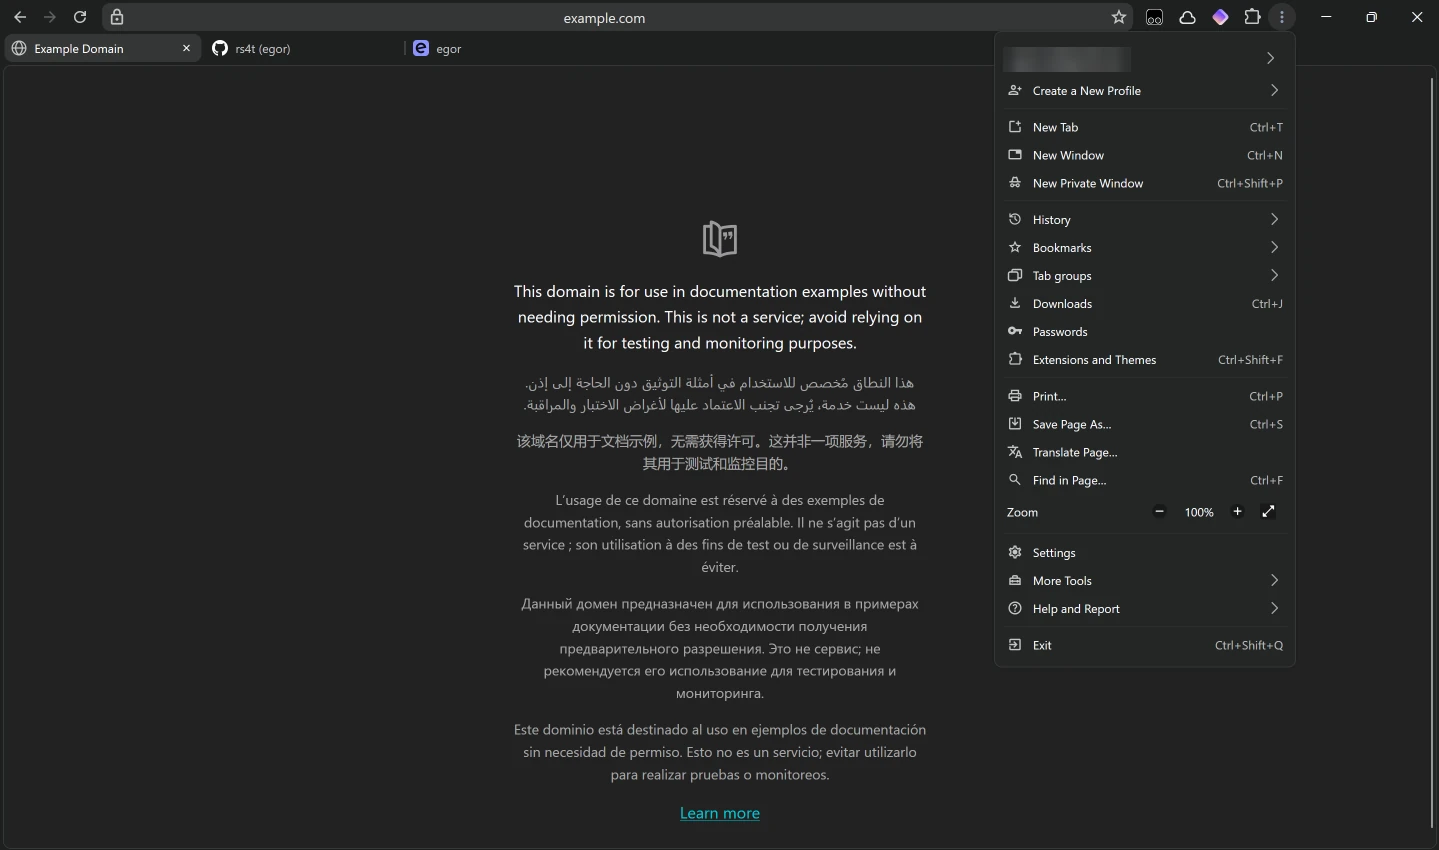 example.com
Example Domain
rs4t (egor)
egor
This domain is for use in documentation examples without
needing permission. This is not a service; avoid relying on
it for testing and monitoring purposes.
هذا النطاق مُخصص للاستخدام في أمثلة التوثيق دون الحاجة إلى إذن.
هذه ليست خدمة، يُرجى تجنب الاعتماد عليها لأغراض الاختبار والمراقبة.
该域名仅用于文档示例，无需获得许可。这并非一项服务，请勿将
其用于测试和监控目的。
L'usage de ce domaine est réservé à des exemples de
documentation, sans autorisation préalable. Il ne s'agit pas d'un
service ; son utilisation à des fins de test ou de surveillance est à
éviter.
Данный домен предназначен для использования в примерах
документации без необходимости получения
предварительного разрешения. Это не сервис; не
рекомендуется его использование для тестирования и
мониторинга.
Este dominio está destinado al uso en ejemplos de documentación
sin necesidad de permiso. Esto no es un servicio; evitar utilizarlo
para realizar pruebas o monitoreos.
Learn more
Create a New Profile
New Tab Ctrl+T
New Window Ctrl+N
New Private Window Ctrl+Shift+P
History
Bookmarks
Tab groups
Downloads Ctrl+J
Passwords
Extensions and Themes Ctrl+Shift+F
Print... Ctrl+P
Save Page As... Ctrl+S
Translate Page...
Find in Page... Ctrl+F
Zoom − 100% +
Settings
More Tools
Help and Report
Exit Ctrl+Shift+Q